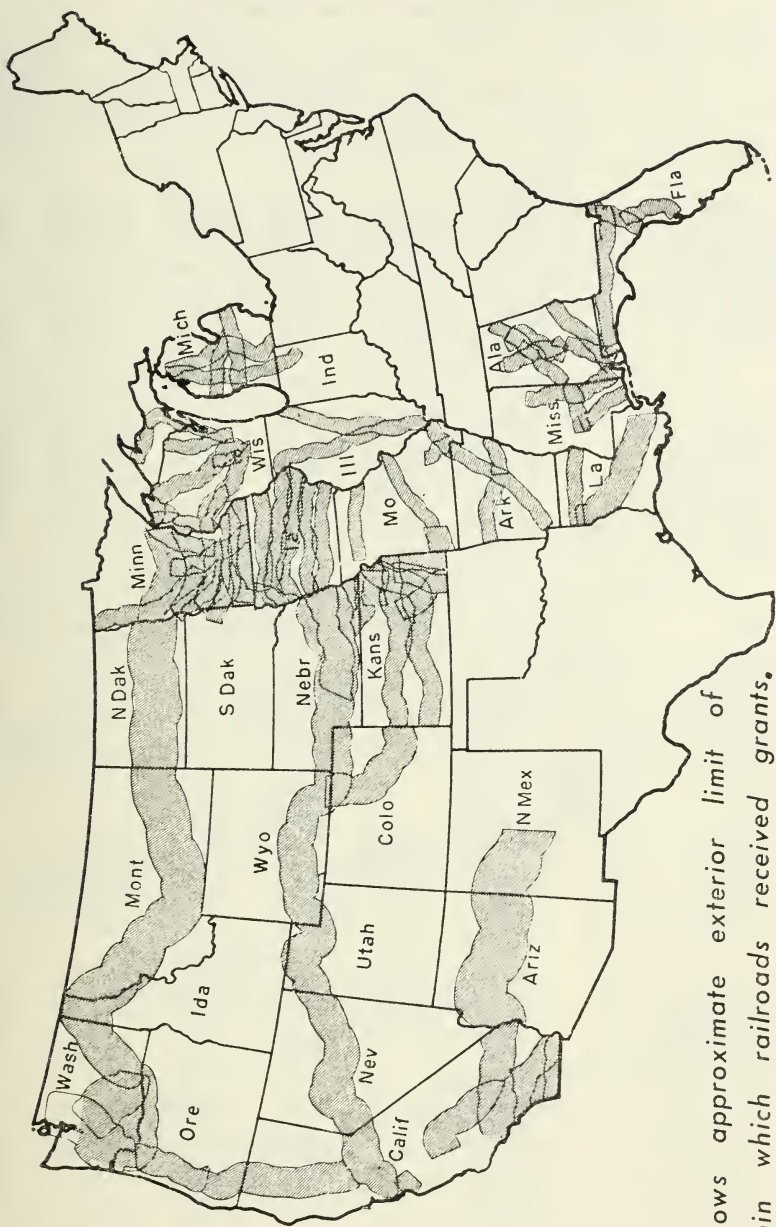 Wash
Mont
N Dak
Minn
Mich
Ore
Ida
Wyo
S Dak
Wis
Nebr
Ia
Ill
Ind
Nev
Utah
Colo
Kans
Mo
Calif
Ariz
N Mex
Ark
La
Miss
Ala
Fla
ows approximate exterior limit of
in which railroads received grants.